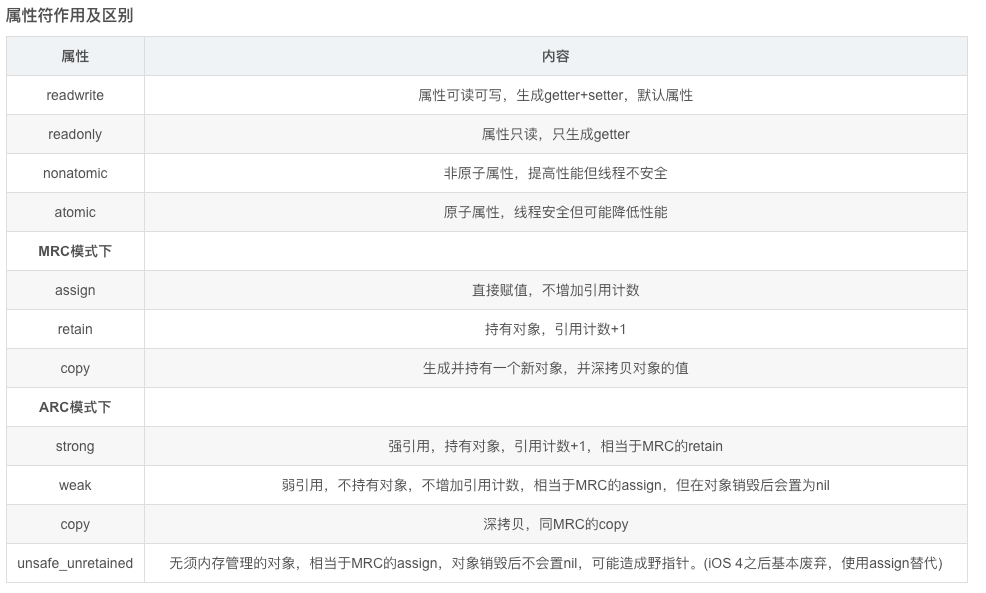 属性符作用及区别
属性 内容
readwrite 属性可读可写，生成getter+setter，默认属性
readonly 属性只读，只生成getter
nonatomic 非原子属性，提高性能但线程不安全
atomic 原子属性，线程安全但可能降低性能
MRC模式下
assign 直接赋值，不增加引用计数
retain 持有对象，引用计数+1
copy 生成并持有一个新对象，并深拷贝对象的值
ARC模式下
strong 强引用，持有对象，引用计数+1，相当于MRC的retain
weak 弱引用，不持有对象，不增加引用计数，相当于MRC的assign，但在对象销毁后会置为nil
copy 深拷贝，同MRC的copy
unsafe_unretained 无须内存管理的对象，相当于MRC的assign，对象销毁后不会置nil，可能造成野指针。(iOS 4之后基本废弃，使用assign替代)